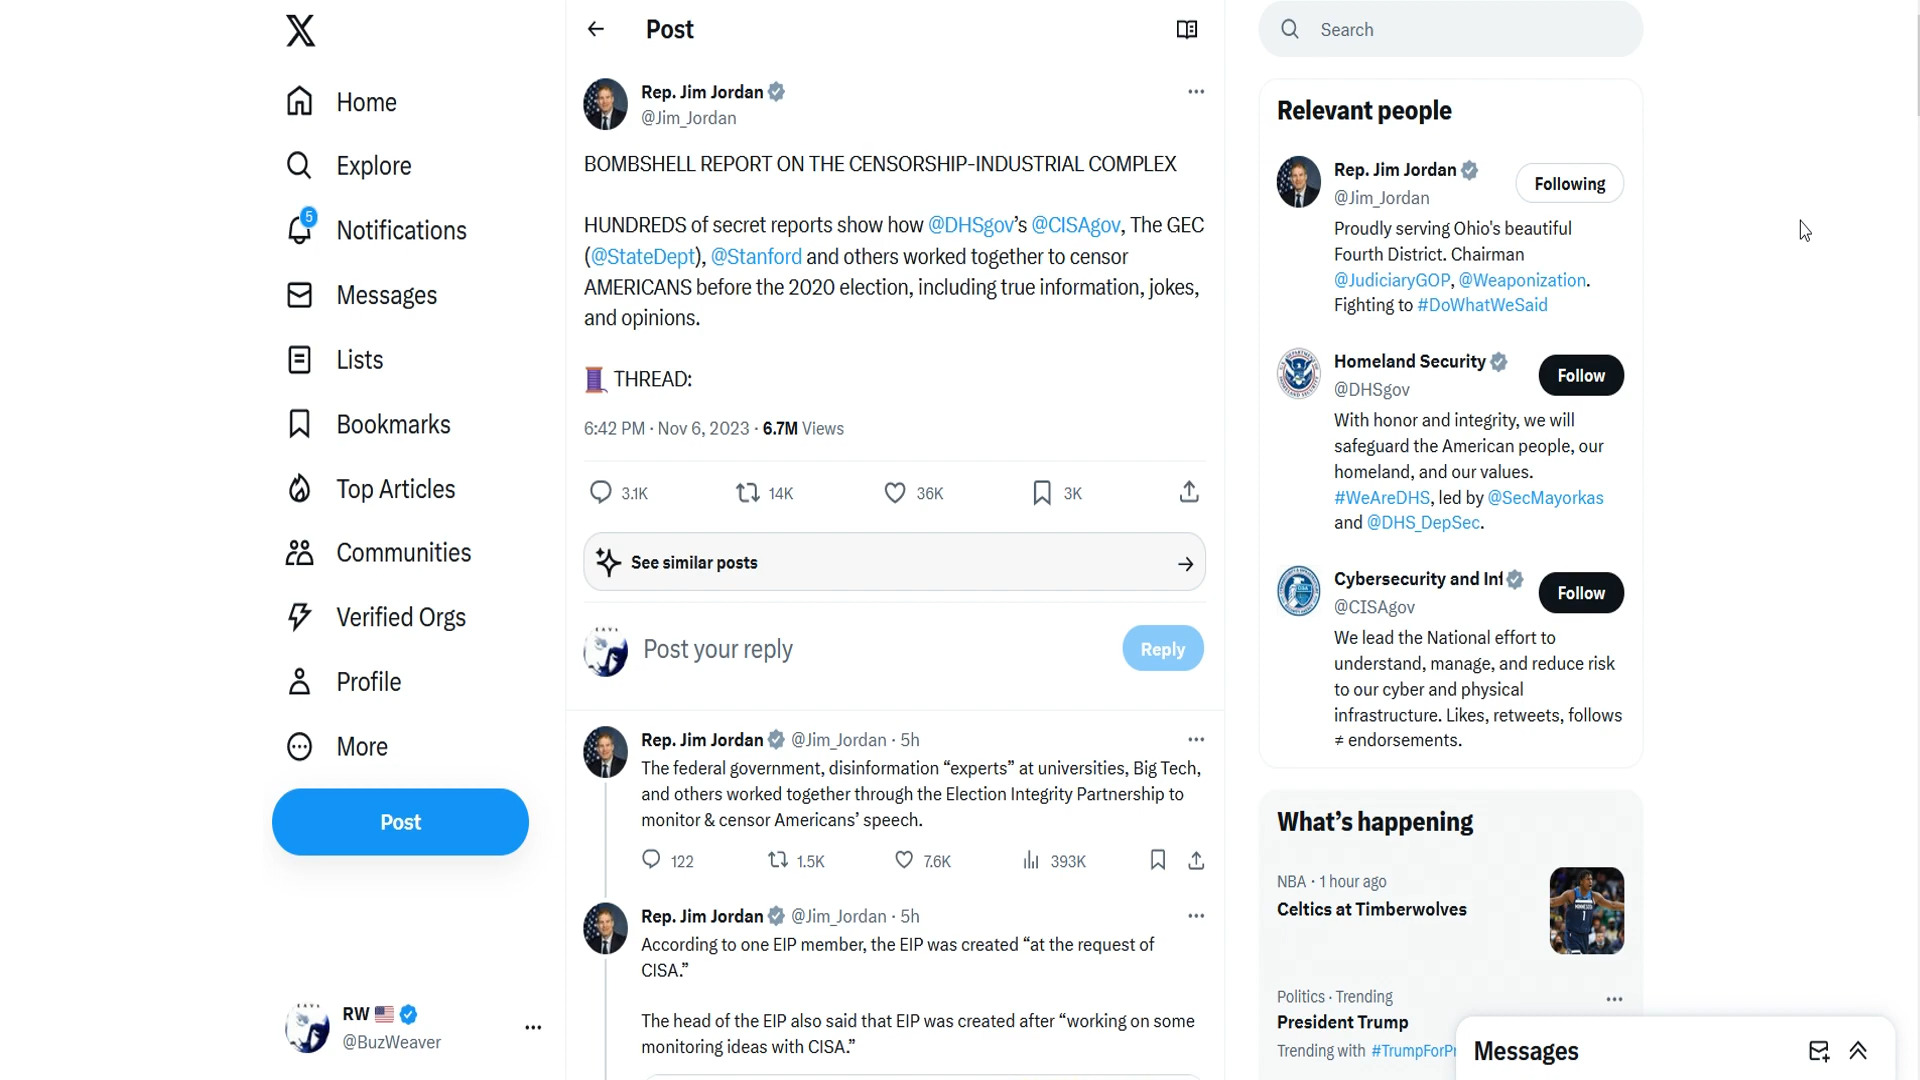 Home
Explore
5
Notifications
Messages
Lists
Bookmarks
Top Articles
Communities
Verified Orgs
Profile
More
Post
RW
@BuzWeaver
Post
Rep. Jim Jordan
@Jim_Jordan
BOMBSHELL REPORT ON THE CENSORSHIP-INDUSTRIAL COMPLEX
HUNDREDS of secret reports show how @DHSgov’s @CISAgov, The GEC
(@StateDept), @Stanford and others worked together to censor
AMERICANS before the 2020 election, including true information, jokes,
and opinions.
THREAD:
6:42 PM · Nov 6, 2023 · 6.7M Views
3.1K 14K 36K 3K
See similar posts
Post your reply
Reply
Rep. Jim Jordan @Jim_Jordan · 5h
The federal government, disinformation “experts” at universities, Big Tech,
and others worked together through the Election Integrity Partnership to
monitor & censor Americans’ speech.
122 1.5K 7.6K 393K
Rep. Jim Jordan @Jim_Jordan · 5h
According to one EIP member, the EIP was created “at the request of
CISA.”
The head of the EIP also said that EIP was created after “working on some
monitoring ideas with CISA.”
Search
Relevant people
Rep. Jim Jordan
@Jim_Jordan
Following
Proudly serving Ohio's beautiful
Fourth District. Chairman
@JudiciaryGOP, @Weaponization.
Fighting to #DoWhatWeSaid
Homeland Security
@DHSgov
Follow
With honor and integrity, we will
safeguard the American people, our
homeland, and our values.
#WeAreDHS, led by @SecMayorkas
and @DHS_DepSec.
Cybersecurity and Inf
@CISAgov
Follow
We lead the National effort to
understand, manage, and reduce risk
to our cyber and physical
infrastructure. Likes, retweets, follows
≠ endorsements.
What’s happening
NBA · 1 hour ago
Celtics at Timberwolves
Politics · Trending
President Trump
Trending with #TrumpForPr
Messages